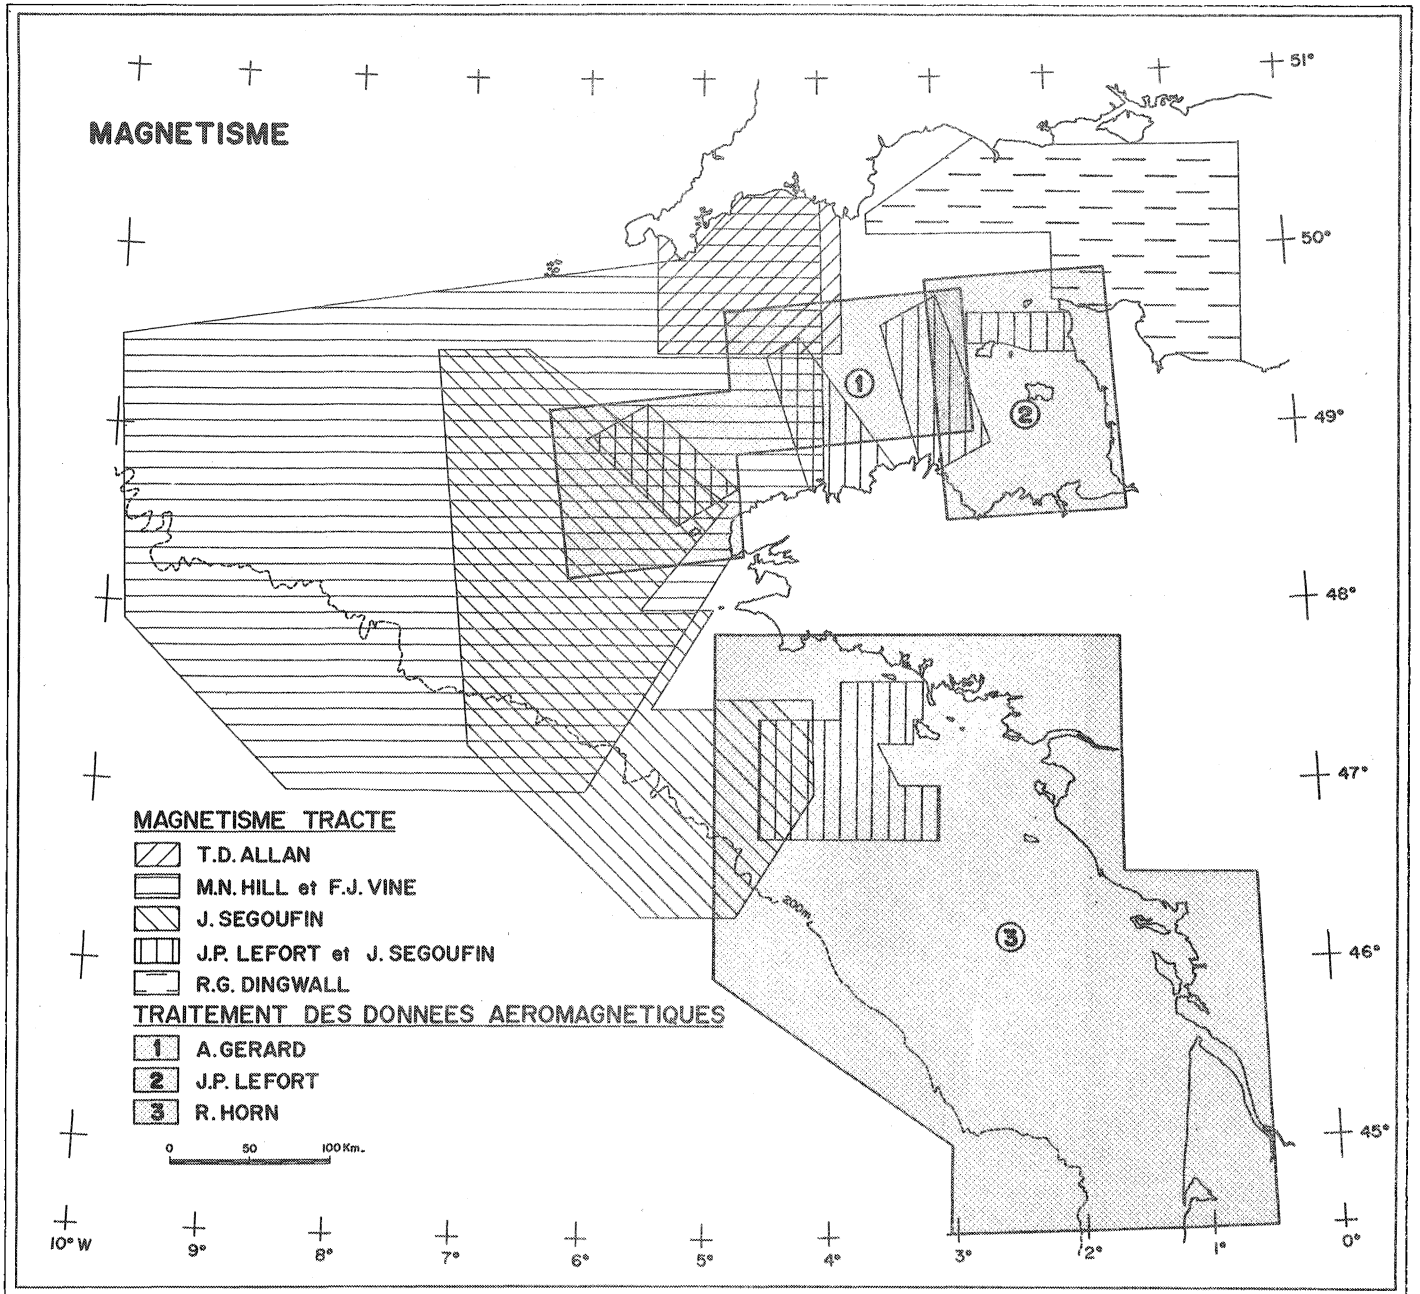 51°
MAGNETISME
50°
1
2
49°
48°
47°
MAGNETISME TRACTE
T.D. ALLAN
M.N. HILL et F.J. VINE
200m.
J. SEGOUFIN
3
J.P. LEFORT et J. SEGOUFIN
46°
R.G. DINGWALL
TRAITEMENT DES DONNEES AEROMAGNETIQUES
1 A. GERARD
2 J.P. LEFORT
3 R. HORN
45°
0 50 100 Km.
10° W 9° 8° 7° 6° 5° 4° 3° 2° 1° 0°